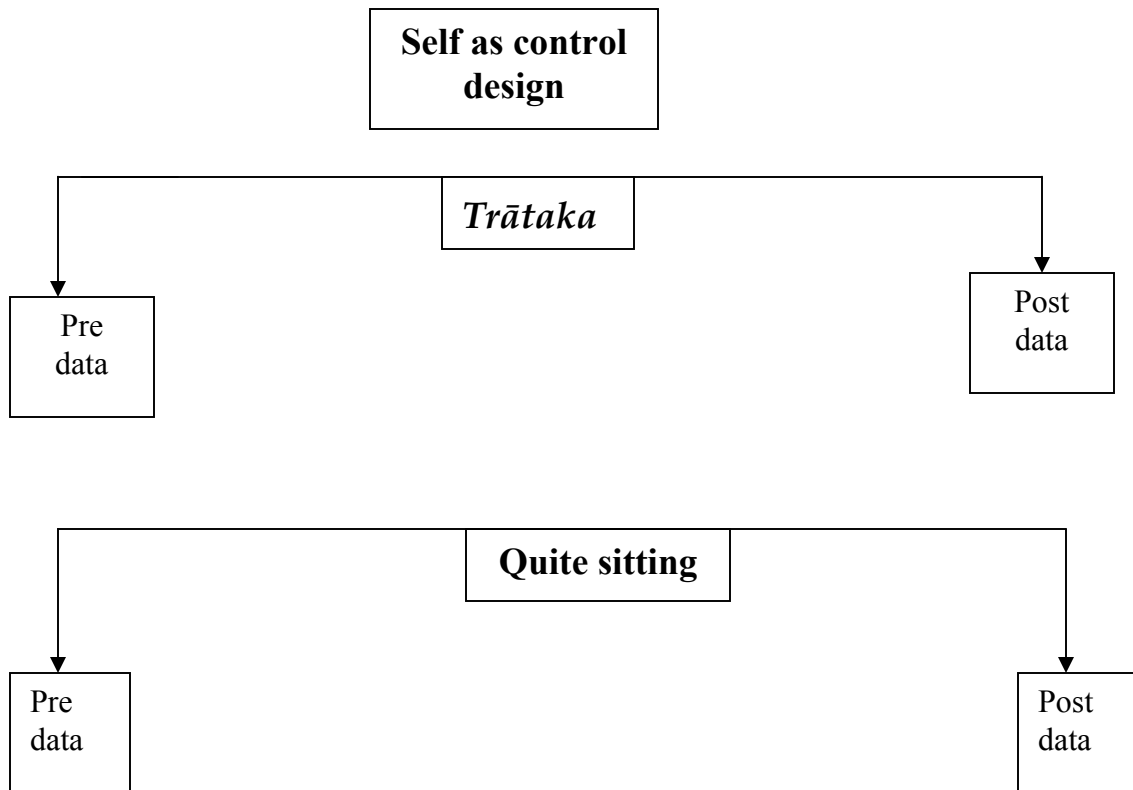 Self as control
design
Trātaka
Pre
data
Post
data
Quite sitting
Pre
data
Post
data